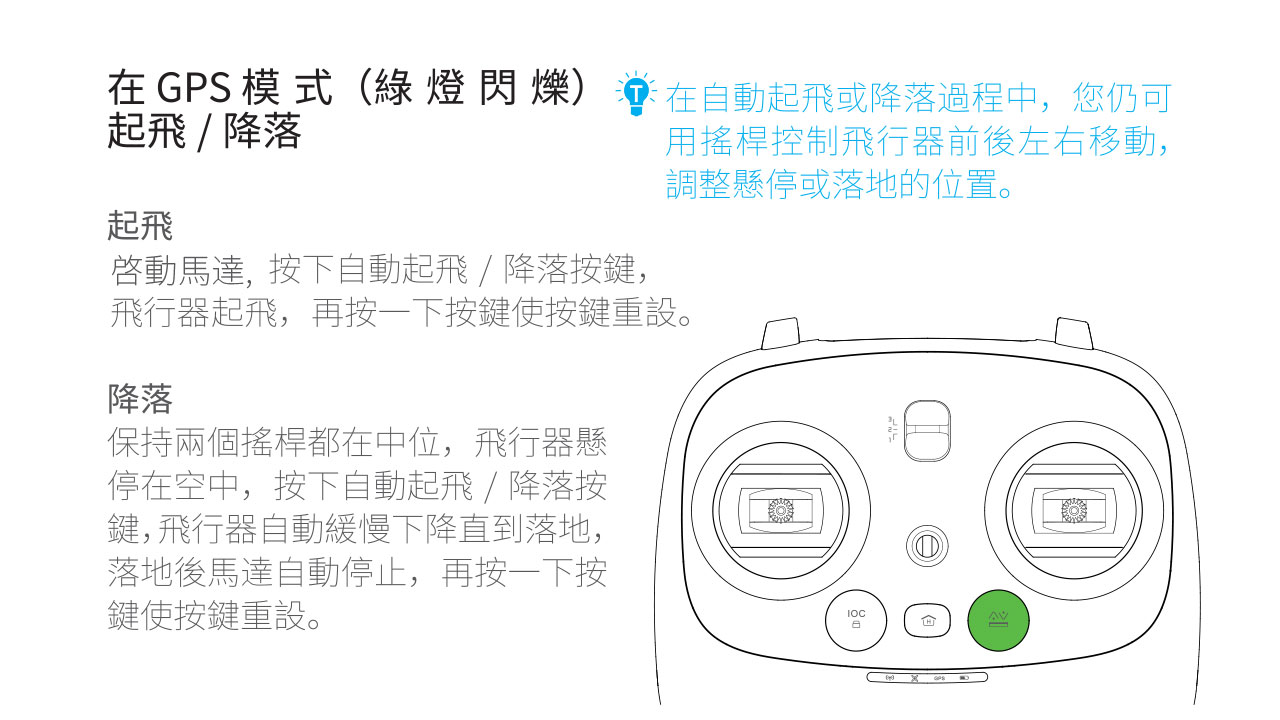 在 GPS 模 式（綠 燈 閃 爍）
起飛 / 降落
在自動起飛或降落過程中，您仍可
用搖桿控制飛行器前後左右移動，
調整懸停或落地的位置。
起飛
啓動馬達, 按下自動起飛 / 降落按鍵，
飛行器起飛，再按一下按鍵使按鍵重設。
降落
保持兩個搖桿都在中位，飛行器懸
停在空中，按下自動起飛 / 降落按
鍵，飛行器自動緩慢下降直到落地，
落地後馬達自動停止，再按一下按
鍵使按鍵重設。
3
2
1
IOC
H
GPS